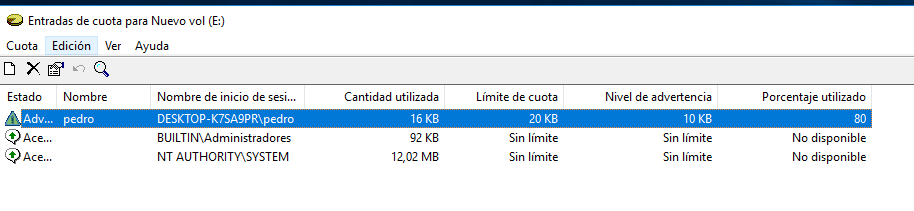 Entradas de cuota para Nuevo vol (E:)
Cuota Edición Ver Ayuda
Estado Nombre Nombre de inicio de sesi... Cantidad utilizada Límite de cuota Nivel de advertencia Porcentaje utilizado
Adv... pedro DESKTOP-K7SA9PR\pedro 16 KB 20 KB 10 KB 80
Ace... BUILTIN\Administradores 92 KB Sin límite Sin límite No disponible
Ace... NT AUTHORITY\SYSTEM 12,02 MB Sin límite Sin límite No disponible